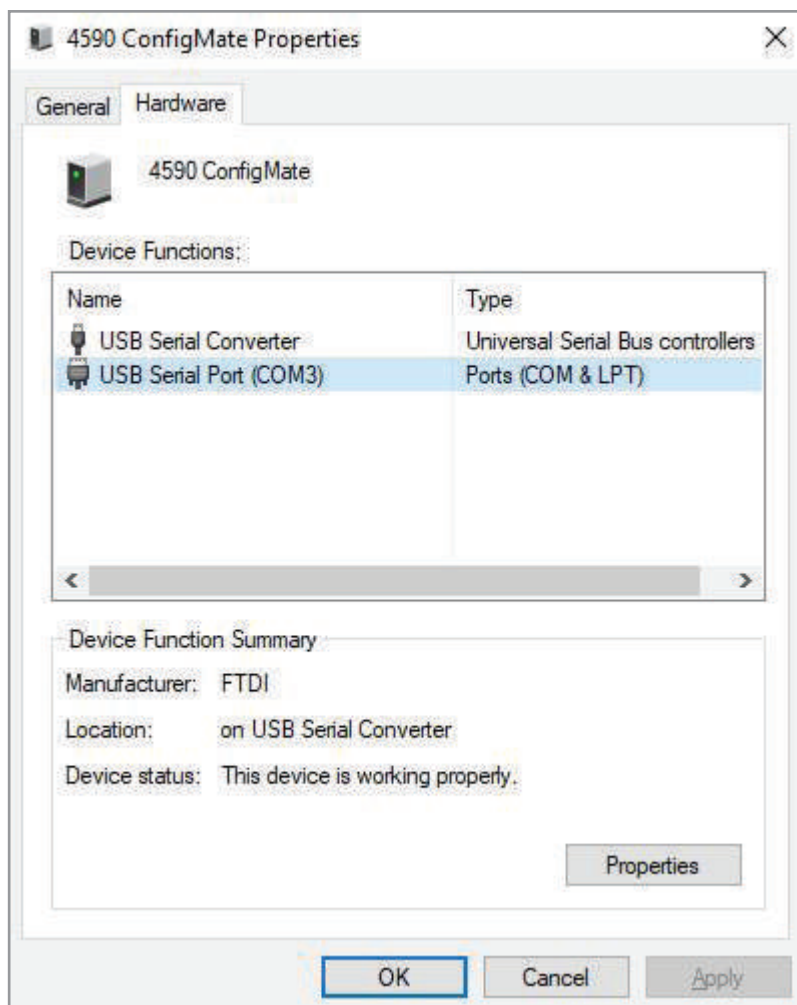 4590 ConfigMate Properties
General Hardware
4590 ConfigMate
Device Functions:
Name Type
USB Serial Converter Universal Serial Bus controllers
USB Serial Port (COM3) Ports (COM & LPT)
Device Function Summary
Manufacturer: FTDI
Location: on USB Serial Converter
Device status: This device is working properly.
Properties
OK Cancel Apply